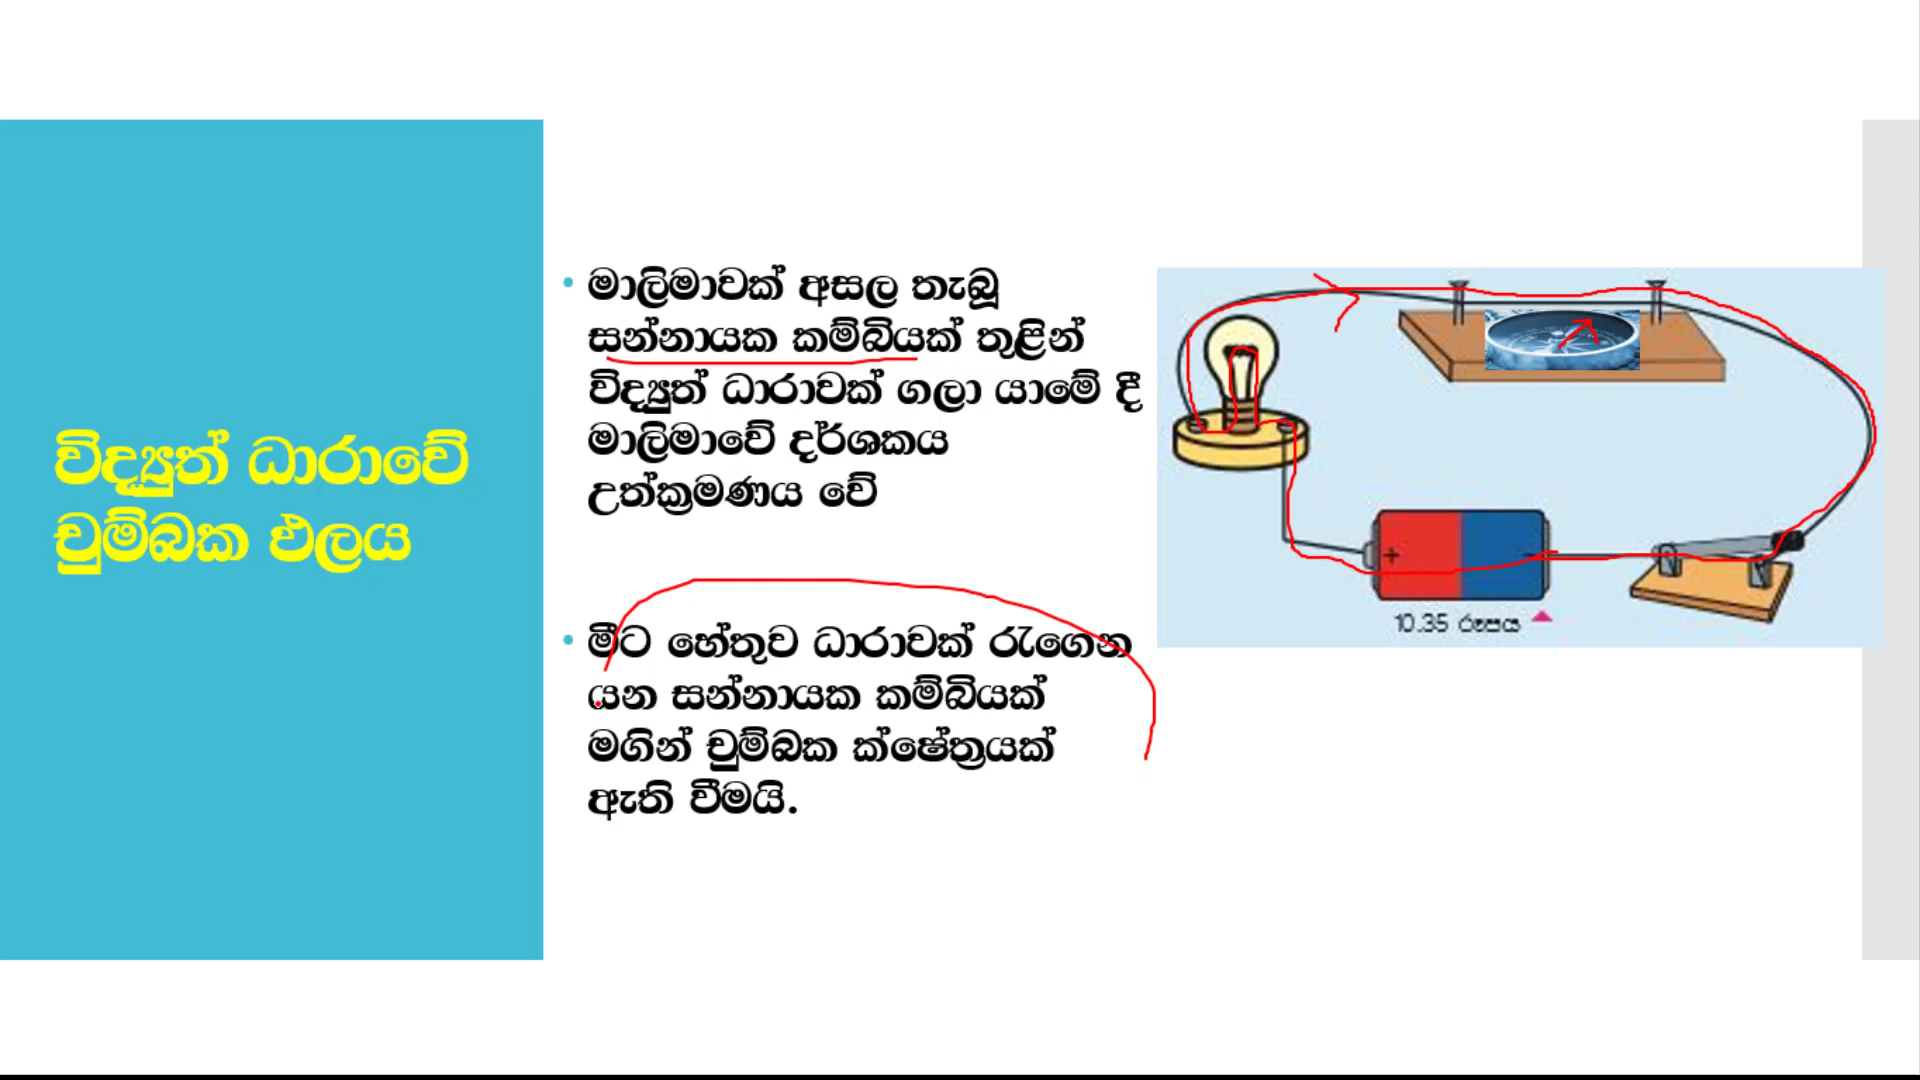 විද්‍යුත් ධාරාවේ
චුම්බක ඵලය
• මාලිමාවක් අසල තැබූ
සන්නායක කම්බියක් තුළින්
විද්‍යුත් ධාරාවක් ගලා යාමේ දී
මාලිමාවේ දර්ශකය
උත්ක්‍රමණය වේ
• මීට හේතුව ධාරාවක් රැගෙන
යන සන්නායක කම්බියක්
මගින් චුම්බක ක්ෂේත්‍රයක්
ඇති වීමයි.
+
-
10.35 රූපය